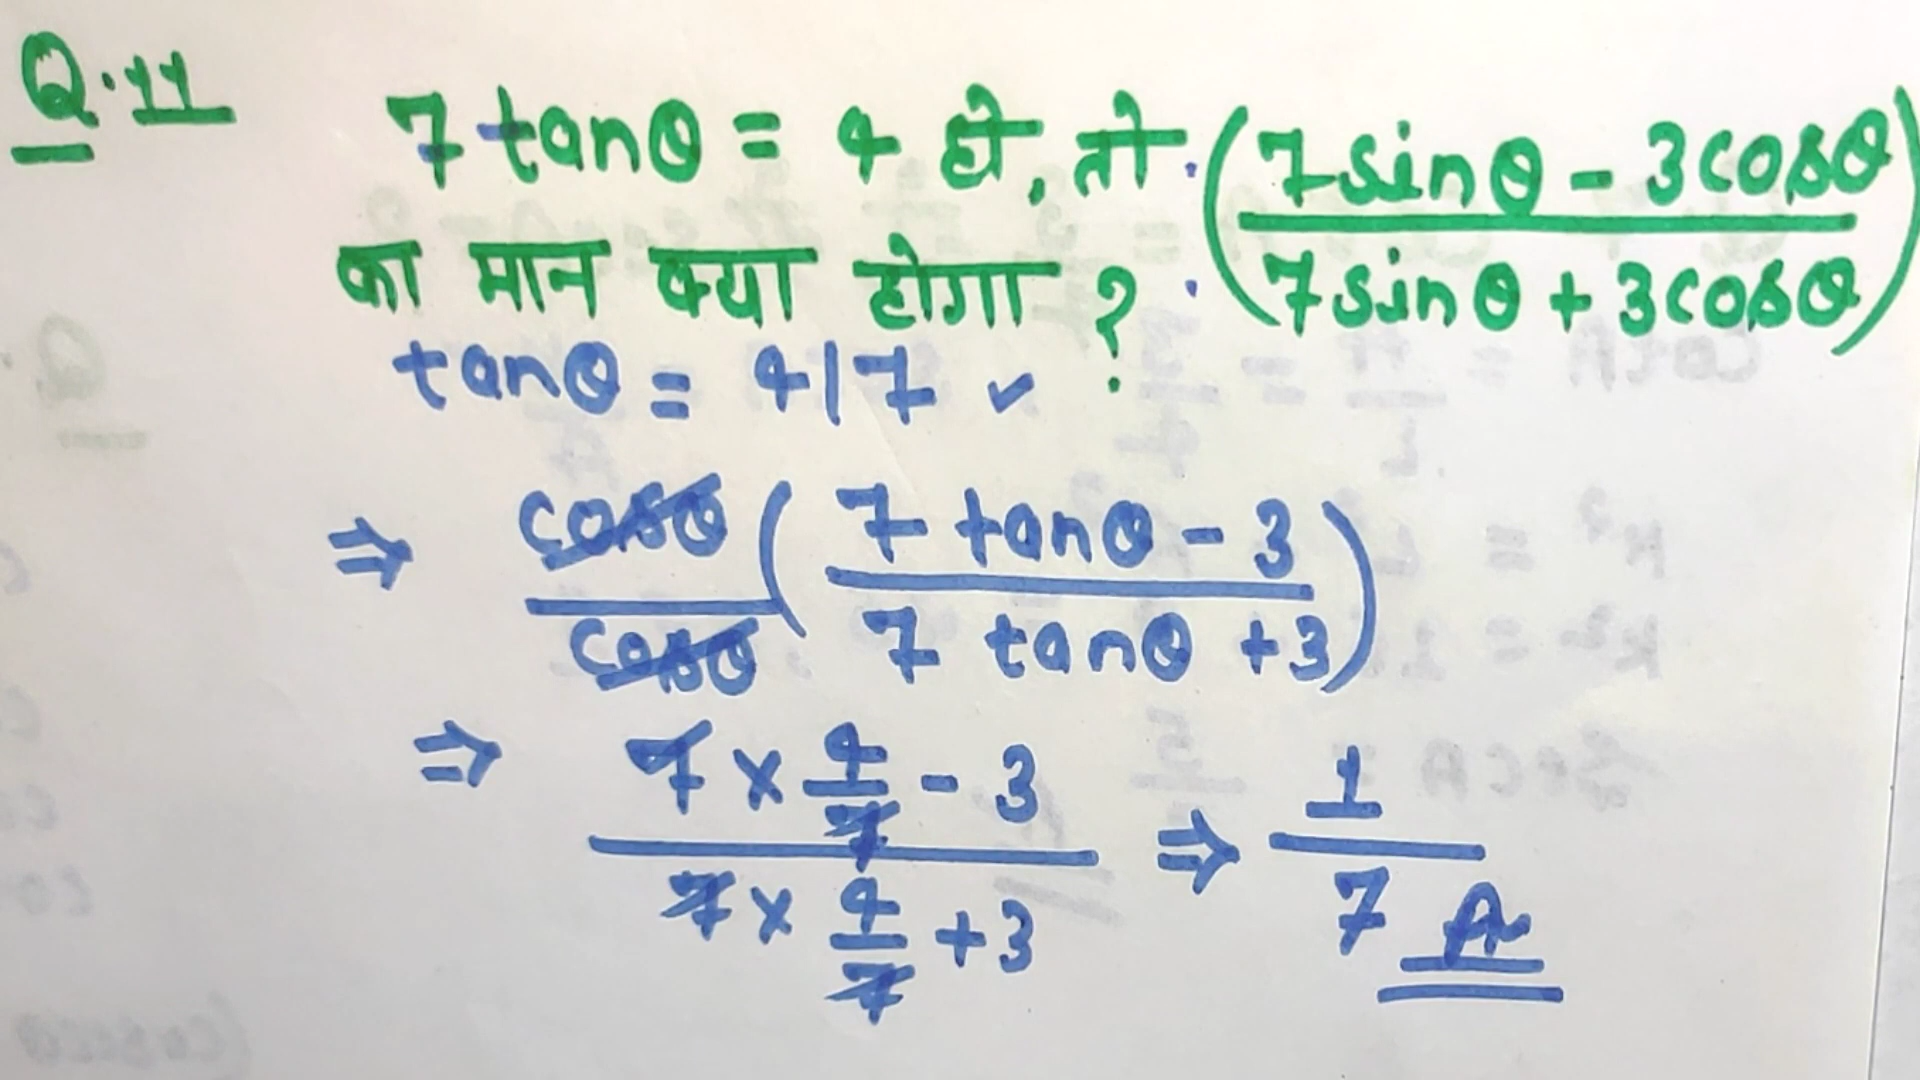 Q.11
7 tanθ = 4 हो, तो (7sinθ - 3cosθ / 7sinθ + 3cosθ)
का मान क्या होगा ?
tanθ = 4/7 ✓
⇒ cosθ/cosθ (7 tanθ - 3 / 7 tanθ + 3)
⇒ 7 × 4/7 - 3 / 7 × 4/7 + 3 ⇒ 1/7 A